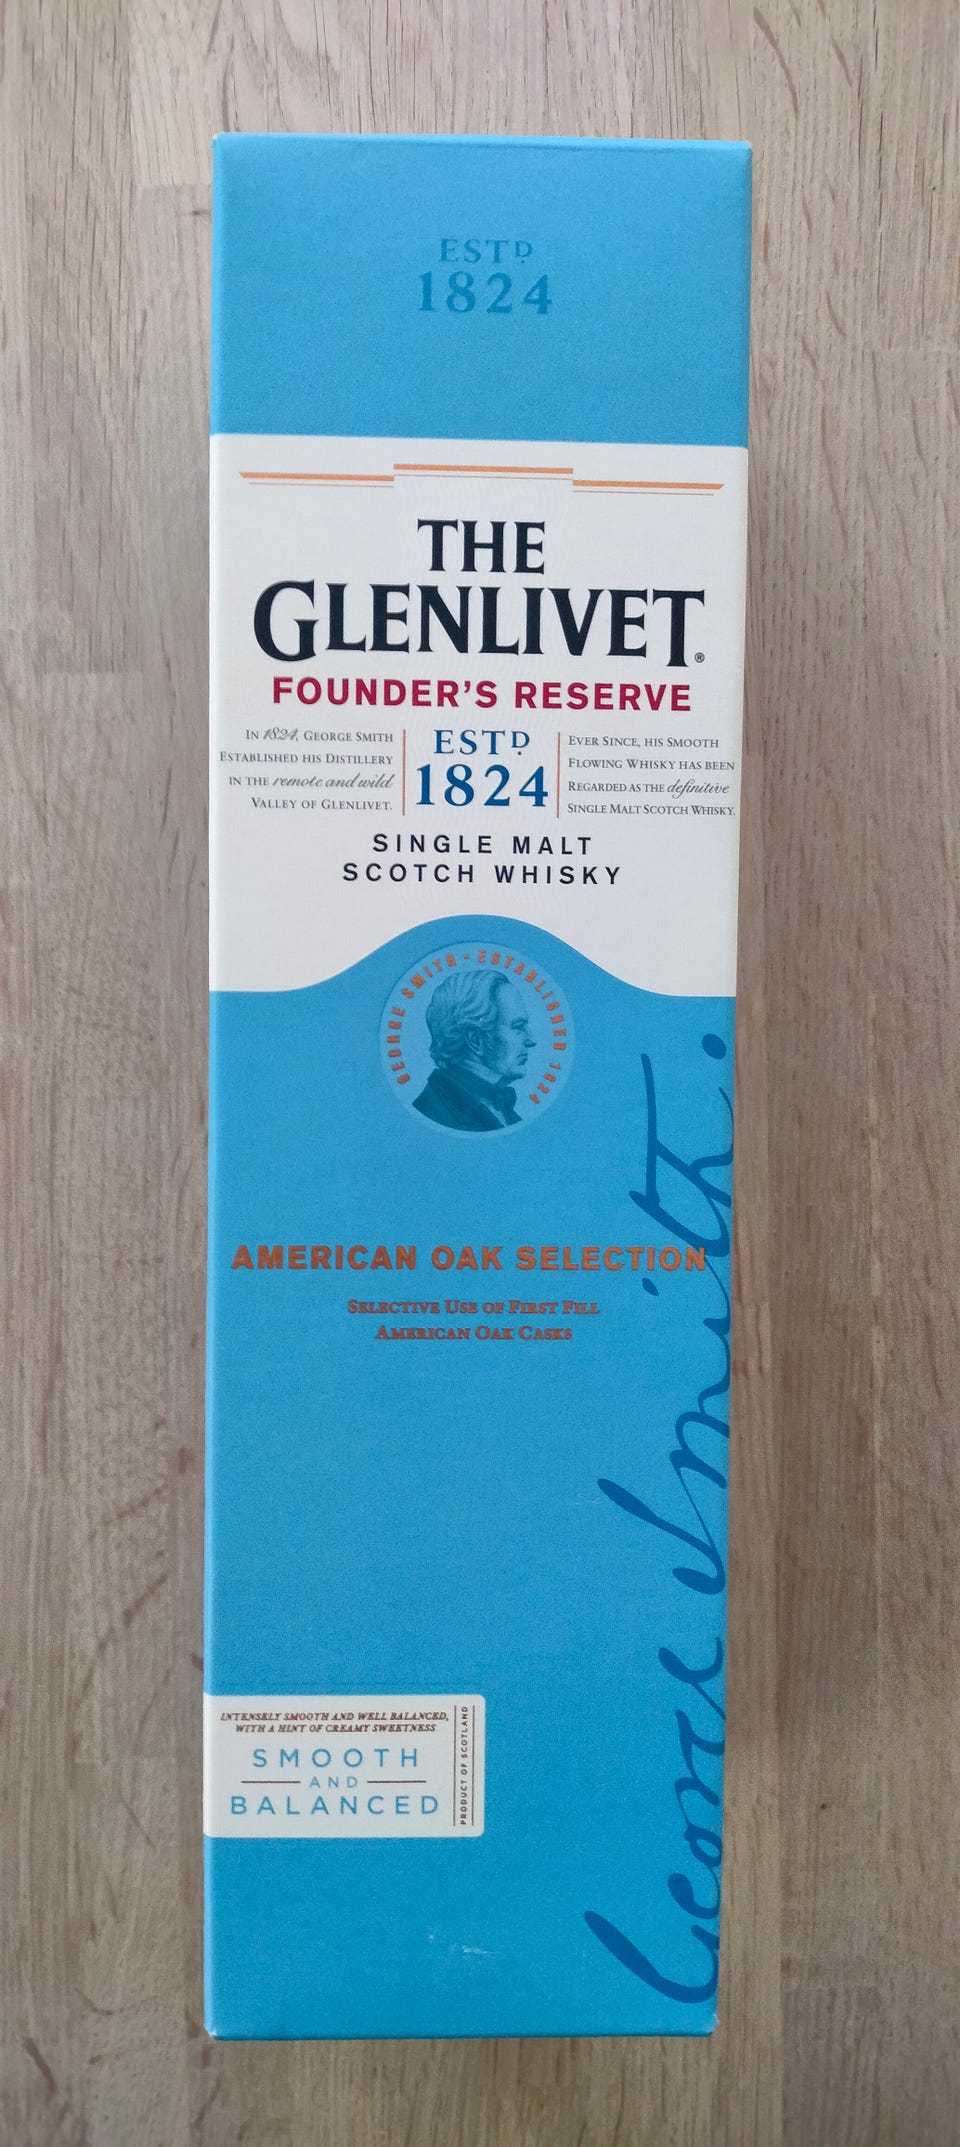 ESTD
1824
THE
GLENLIVET®
FOUNDER'S RESERVE
IN 1824, GEORGE SMITH
ESTABLISHED HIS DISTILLERY
IN THE remote and wild
VALLEY OF GLENLIVET.
ESTD
1824
EVER SINCE, HIS SMOOTH
FLOWING WHISKY HAS BEEN
REGARDED AS THE definitive
SINGLE MALT SCOTCH WHISKY.
SINGLE MALT
SCOTCH WHISKY
GEORGE SMITH • ESTABLISHED 1824
AMERICAN OAK SELECTION
SELECTIVE USE OF FIRST FILL
AMERICAN OAK CASKS
George Smith.
INTENSELY SMOOTH AND WELL BALANCED,
WITH A HINT OF CREAMY SWEETNESS
SMOOTH
AND
BALANCED
PRODUCT OF SCOTLAND